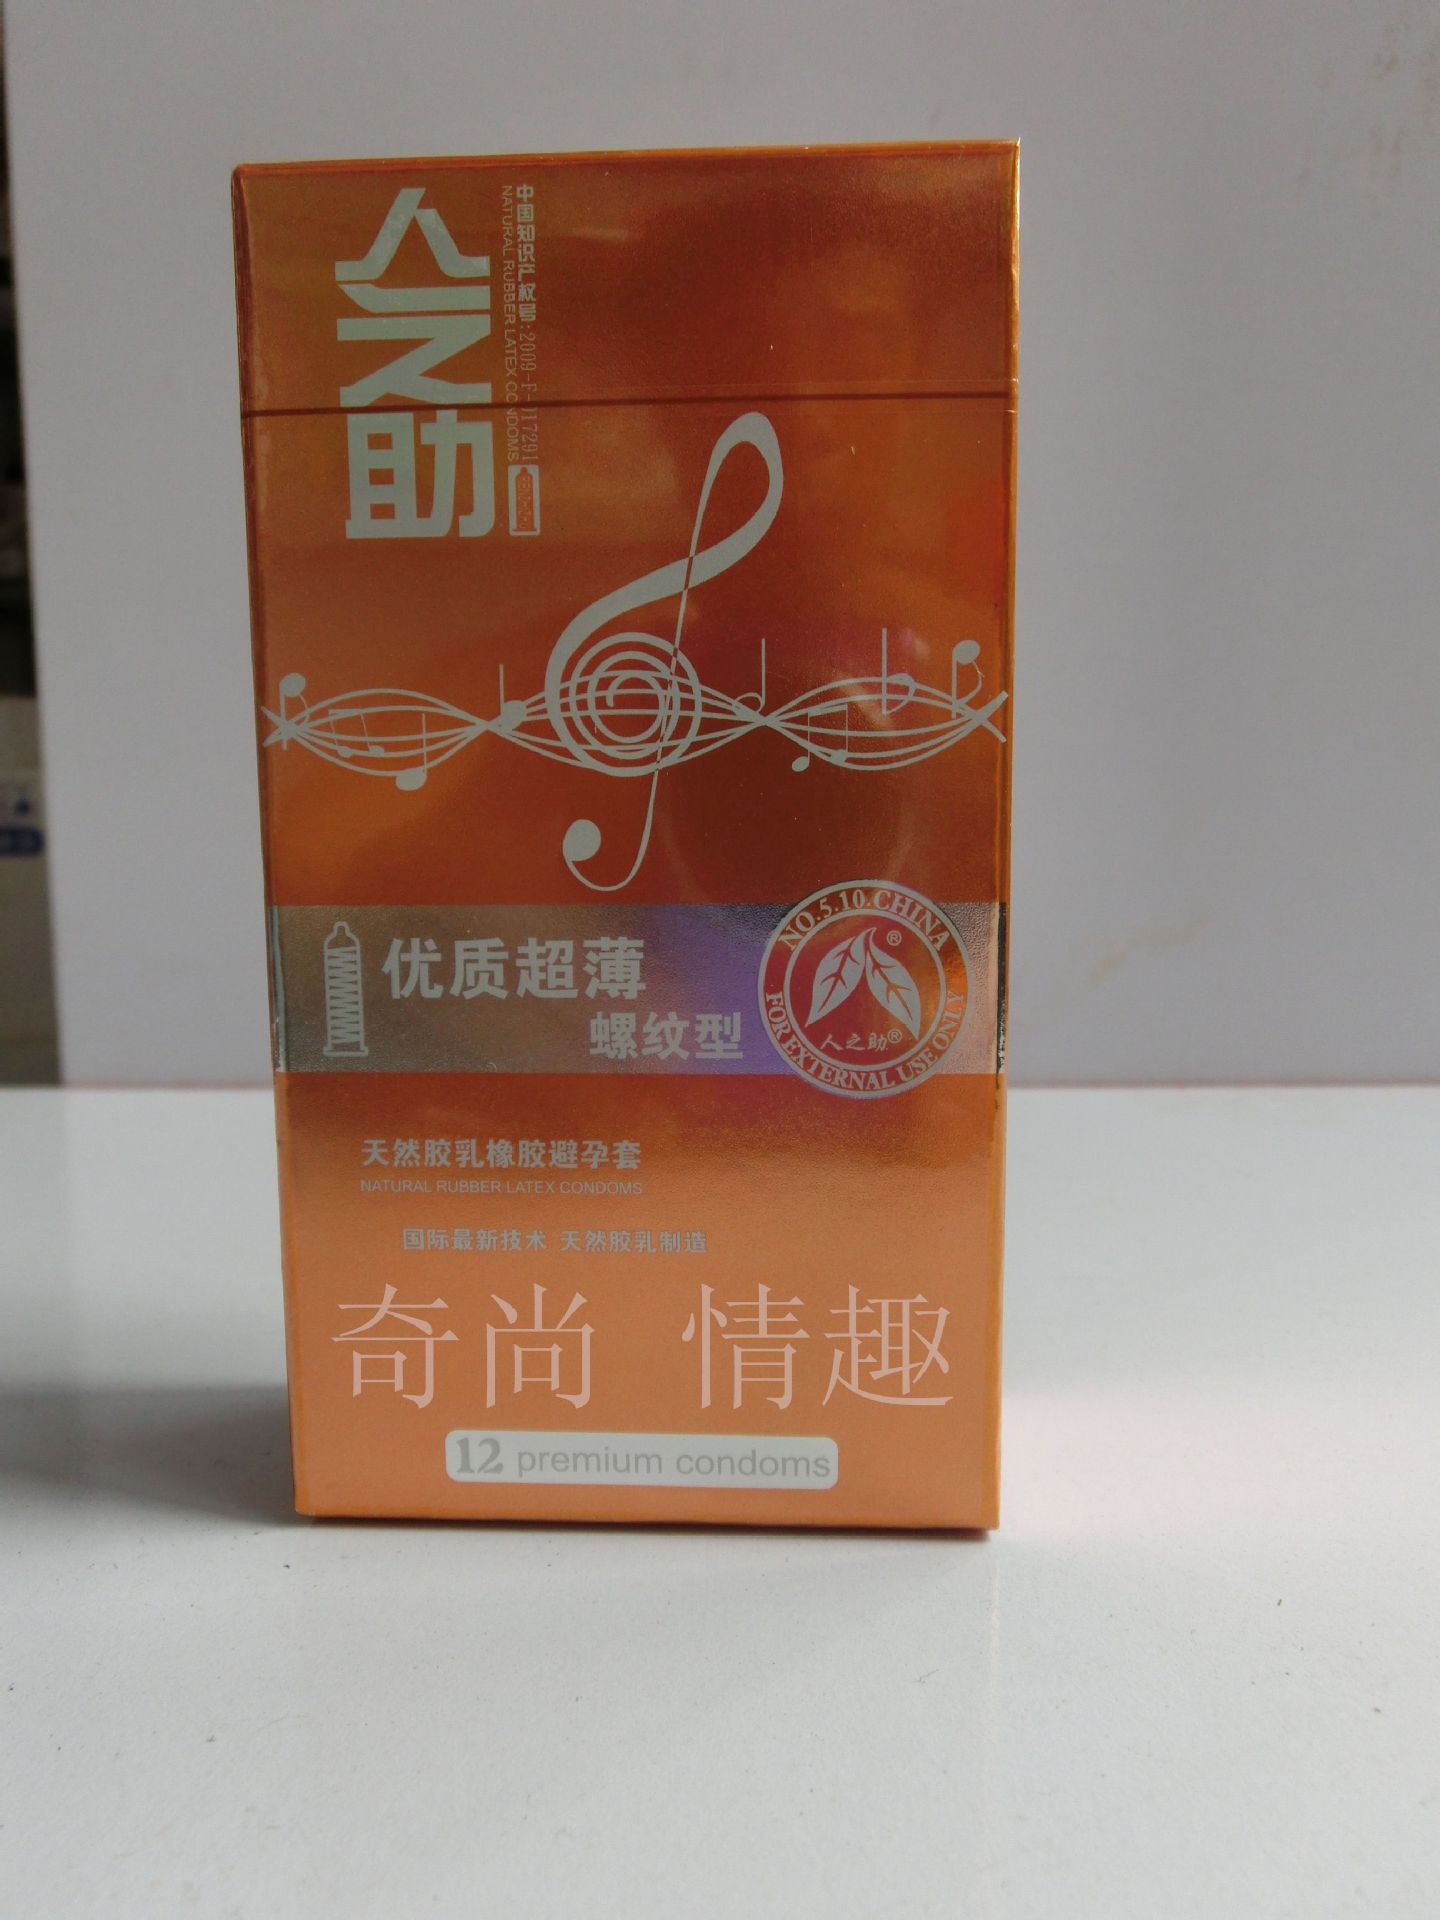 人之助
中国知识产权号:2009-F-017291
NATURAL RUBBER LATEX CONDOMS
优质超薄
螺纹型
NO.5.10.CHINA
®
人之助®
FOR EXTERNAL USE ONLY
天然胶乳橡胶避孕套
NATURAL RUBBER LATEX CONDOMS
国际最新技术 天然胶乳制造
奇尚 情趣
12 premium condoms